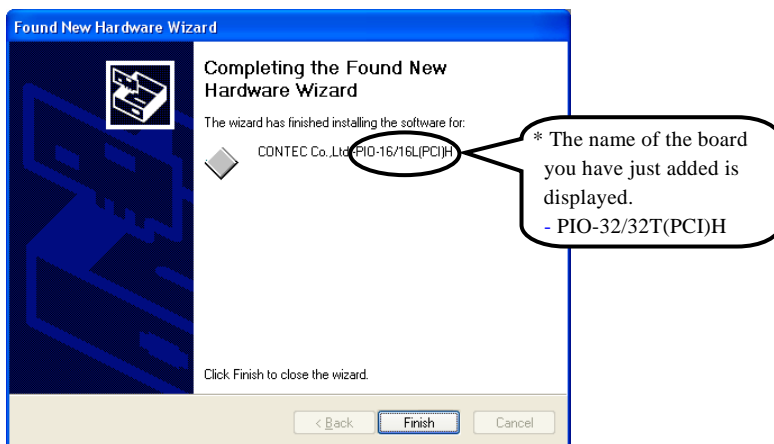 Found New Hardware Wizard
Completing the Found New
Hardware Wizard
The wizard has finished installing the software for:
CONTEC Co.,Ltd.-PIO-16/16L(PCI)H
* The name of the board
you have just added is
displayed.
- PIO-32/32T(PCI)H
Click Finish to close the wizard.
< Back
Finish
Cancel